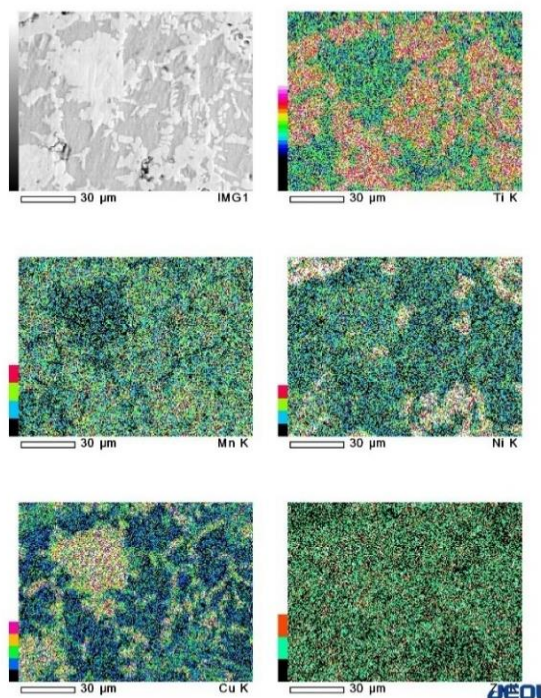 30 µm IMG1
30 µm Ti K
30 µm Mn K
30 µm Ni K
30 µm Cu K
30 µm